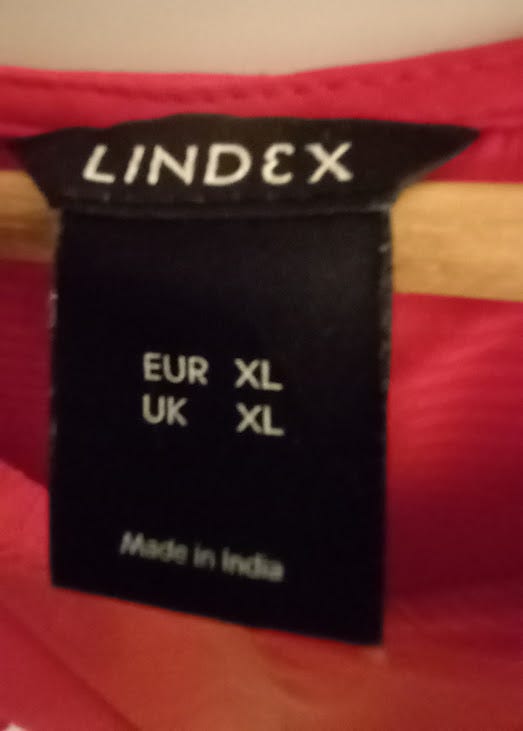 LINDEX
EUR XL
UK XL
Made in India